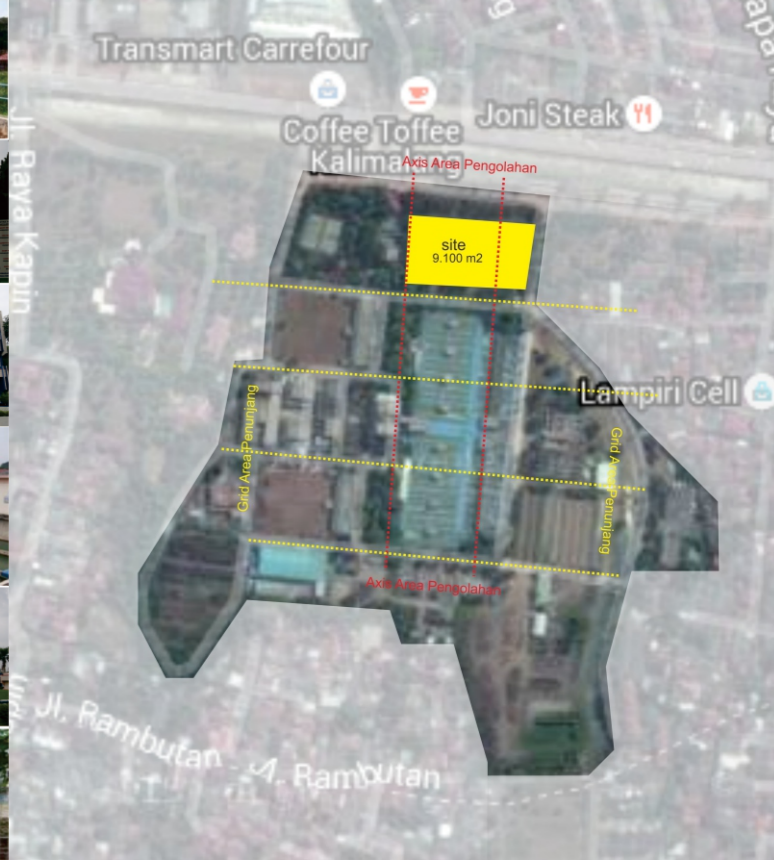 Transmart Carrefour
Joni Steak
Coffee Toffee
Kalimalang
Axis Area Pengolahan
Jl. Raya Kapin
site
9.100 m2
Lampiri Cell
Grid Area Penunjang
Grid Area Penunjang
Axis Area Pengolahan
Jl. Rambutan
Jl. Rambutan